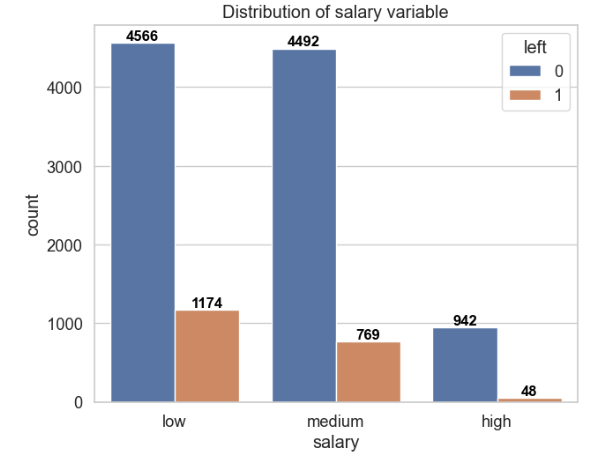 Distribution of salary variable
4566
4492
left
0
1
4000
3000
count
2000
1174
1000
769
942
48
0
low
medium
high
salary